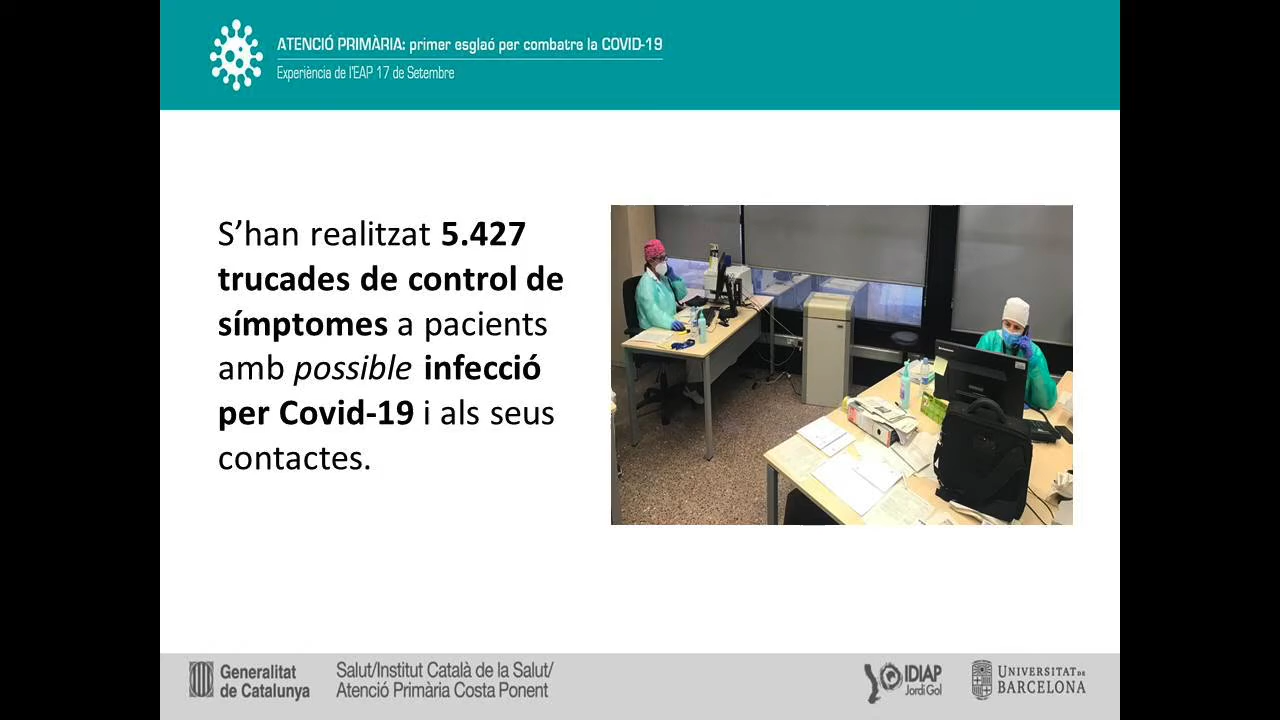 ATENCIÓ PRIMÀRIA: primer esglaó per combatre la COVID-19
Experiència de l'EAP 17 de Setembre
S’han realitzat 5.427
trucades de control de
símptomes a pacients
amb possible infecció
per Covid-19 i als seus
contactes.
Generalitat
de Catalunya
Salut/Institut Català de la Salut/
Atenció Primària Costa Ponent
IDIAP
Jordi Gol
UNIVERSITAT DE
BARCELONA